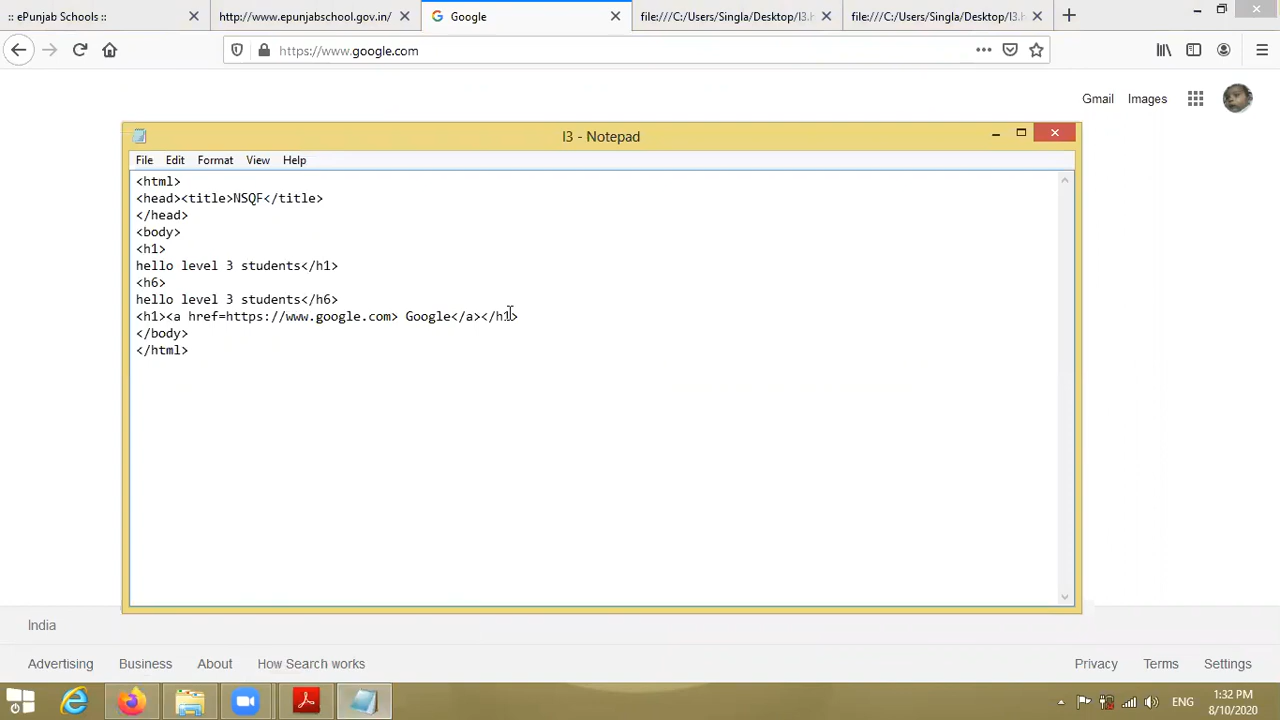 :: ePunjab Schools ::
http://www.epunjabschool.gov.in/
Google
file:///C:/Users/Singla/Desktop/l3.h
file:///C:/Users/Singla/Desktop/l3.h
https://www.google.com
Gmail Images
l3 - Notepad
File Edit Format View Help
<html>
<head><title>NSQF</title>
</head>
<body>
<h1>
hello level 3 students</h1>
<h6>
hello level 3 students</h6>
<h1><a href=https://www.google.com> Google</a></h1>
</body>
</html>
India
Advertising Business About How Search works Privacy Terms Settings
ENG
1:32 PM
8/10/2020